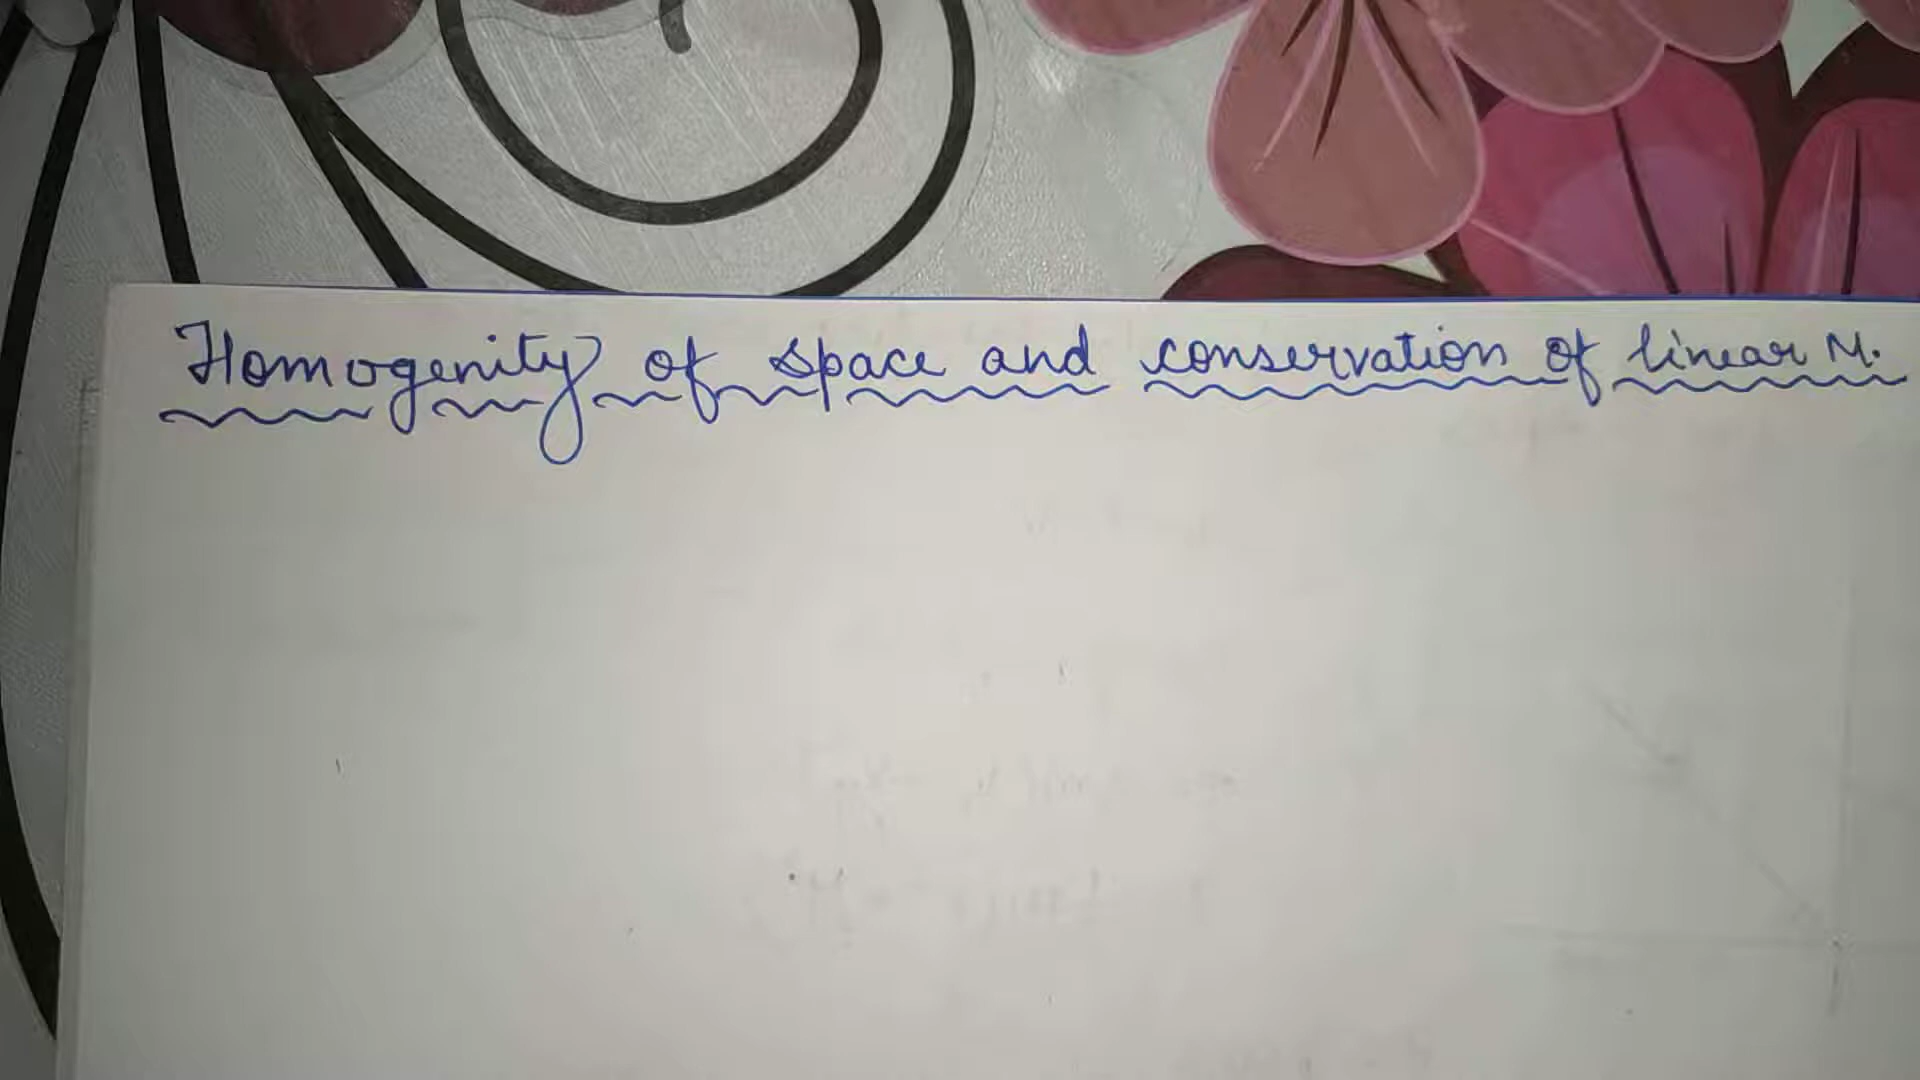 Homogenity of space and conservation of linear M.